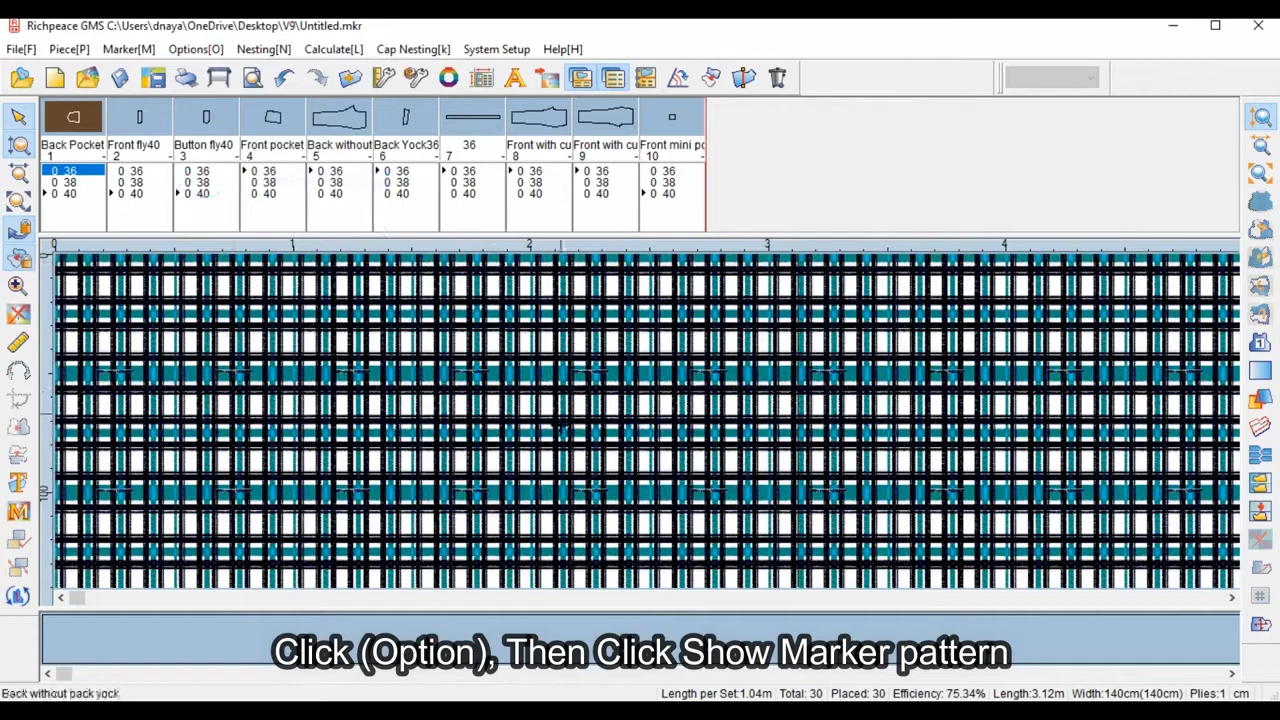 Richpeace GMS C:\Users\dnaya\OneDrive\Desktop\V9\Untitled.mkr
File[F] Piece[P] Marker[M] Options[O] Nesting[N] Calculate[L] Cap Nesting[k] System Setup Help[H]
Back Pocket Front fly40 Button fly40 Front pocket Back without Back Yock36 36 Front with cu Front with cu Front mini po
1 2 3 4 5 6 7 8 9 10
0 36 0 36 0 36 0 36 0 36 0 36 0 36 0 36 0 36 0 36
0 38 0 38 0 38 0 38 0 38 0 38 0 38 0 38 0 38 0 38
0 40 0 40 0 40 0 40 0 40 0 40 0 40 0 40 0 40 0 40
0 1 2 3 4
Click (Option), Then Click Show Marker pattern
Back without pack yock Length per Set:1.04m Total: 30 Placed: 30 Efficiency: 75.34% Length:3.12m Width:140cm(140cm) Plies:1 cm